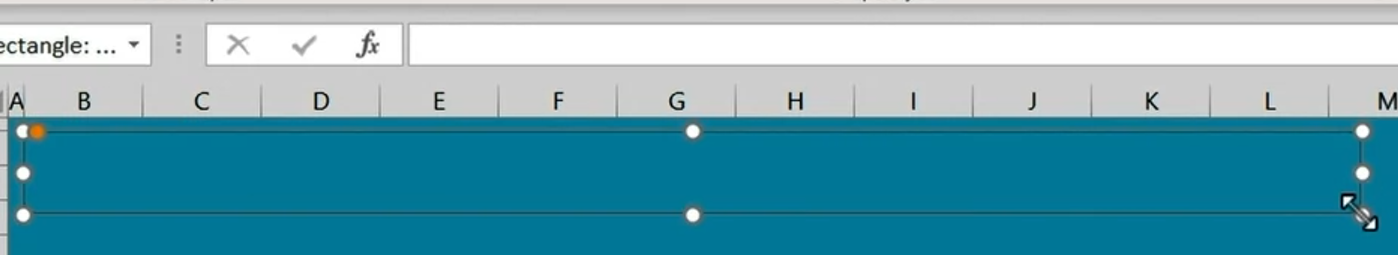 ectangle: ...
fx
A B C D E F G H I J K L M